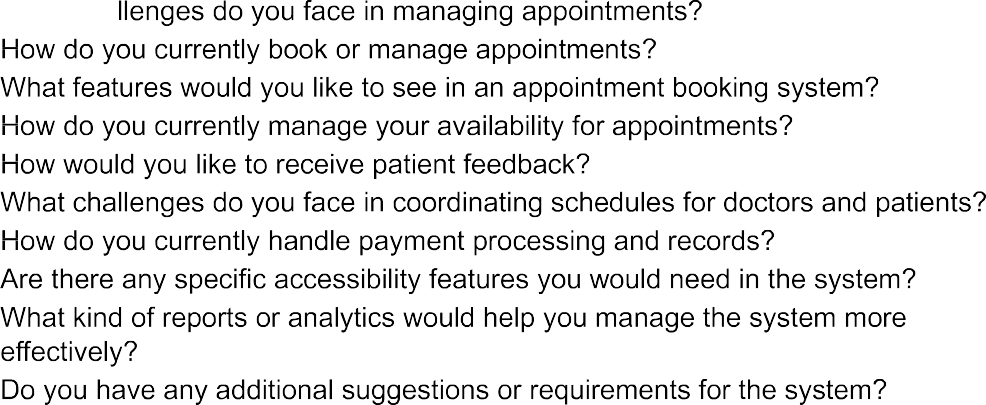 llenges do you face in managing appointments?
How do you currently book or manage appointments?
What features would you like to see in an appointment booking system?
How do you currently manage your availability for appointments?
How would you like to receive patient feedback?
What challenges do you face in coordinating schedules for doctors and patients?
How do you currently handle payment processing and records?
Are there any specific accessibility features you would need in the system?
What kind of reports or analytics would help you manage the system more
effectively?
Do you have any additional suggestions or requirements for the system?